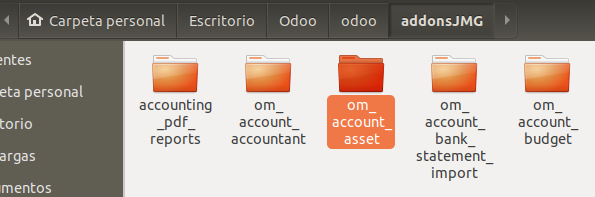 Carpeta personal Escritorio Odoo odoo addonsJMG
entes
eta personal
torio
argas
umentos
accounting
_pdf_
reports
om_
account_
accountant
om_
account_
asset
om_
account_
bank_
statement_
import
om_
account_
budget